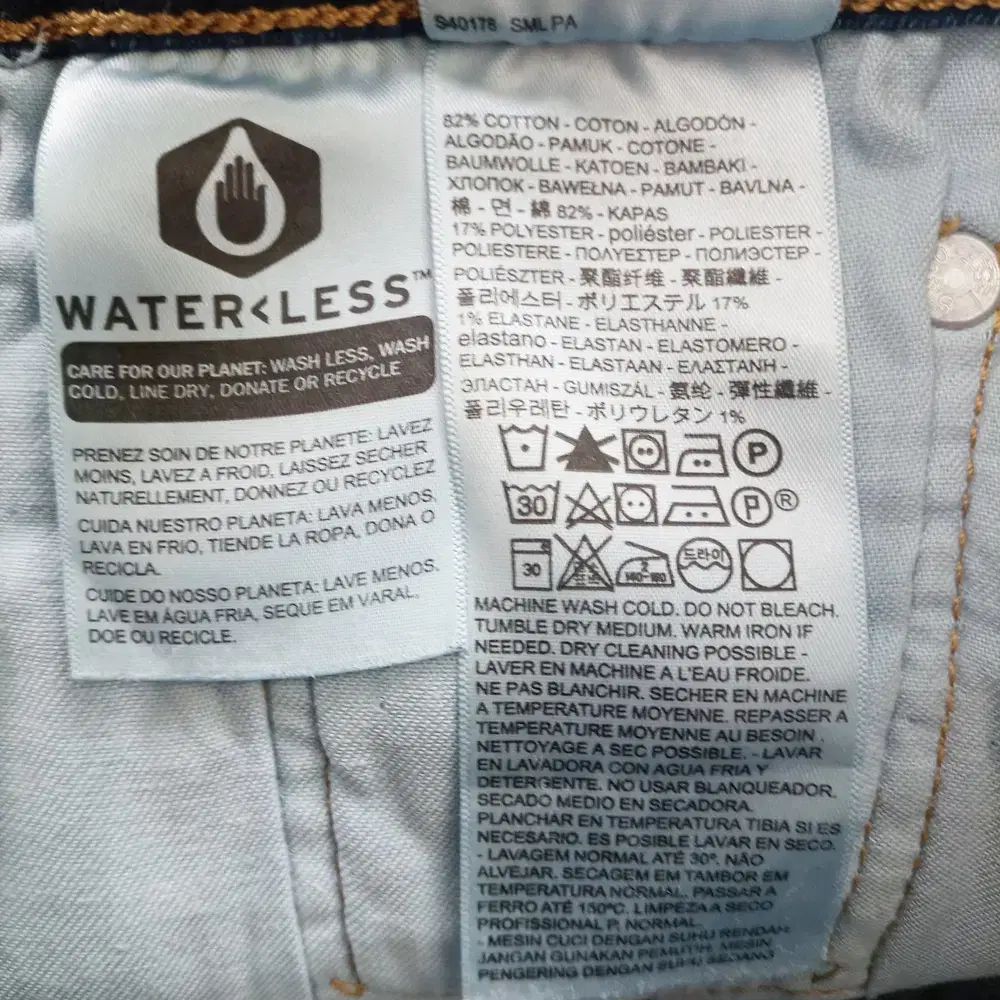 S40178 SML PA
WATER<LESS™
CARE FOR OUR PLANET: WASH LESS, WASH
COLD, LINE DRY, DONATE OR RECYCLE
PRENEZ SOIN DE NOTRE PLANETE: LAVEZ
MOINS, LAVEZ A FROID, LAISSEZ SECHER
NATURELLEMENT, DONNEZ OU RECYCLEZ
CUIDA NUESTRO PLANETA: LAVA MENOS,
LAVA EN FRIO, TIENDE LA ROPA, DONA O
RECICLA.
CUIDE DO NOSSO PLANETA: LAVE MENOS,
LAVE EM ÁGUA FRIA, SEQUE EM VARAL,
DOE OU RECICLE.
82% COTTON - COTON - ALGODÓN -
ALGODÃO - PAMUK - COTONE -
BAUMWOLLE - KATOEN - BAMBAKI -
ХЛОПОК - BAWEŁNA - PAMUT - BAVLNA -
棉 - 면 - 綿 82% - KAPAS
17% POLYESTER - poliéster - POLIESTER -
POLIESTERE - ΠΟΛΥΕΣΤΕΡ - ПОЛИЭСТЕР -
POLIÉSZTER - 聚酯纤维 - 聚酯纖維 -
폴리에스터 - ポリエステル 17%
1% ELASTANE - ELASTHANNE -
elastano - ELASTAN - ELASTOMERO -
ELASTHAN - ELASTAAN - ΕΛΑΣΤΑΝΗ -
ЭЛАСТАН - GUMISZÁL - 氨纶 - 彈性纖維 -
폴리우레탄 - ポリウレタン 1%
P
30 P ®
30 2 140-160 드라이
MACHINE WASH COLD. DO NOT BLEACH.
TUMBLE DRY MEDIUM. WARM IRON IF
NEEDED. DRY CLEANING POSSIBLE -
LAVER EN MACHINE A L'EAU FROIDE.
NE PAS BLANCHIR. SECHER EN MACHINE
A TEMPERATURE MOYENNE. REPASSER A
TEMPERATURE MOYENNE AU BESOIN .
NETTOYAGE A SEC POSSIBLE. - LAVAR
EN LAVADORA CON AGUA FRIA Y
DETERGENTE. NO USAR BLANQUEADOR.
SECADO MEDIO EN SECADORA.
PLANCHAR EN TEMPERATURA TIBIA SI ES
NECESARIO. ES POSIBLE LAVAR EN SECO.
- LAVAGEM NORMAL ATÉ 30º. NÃO
ALVEJAR. SECAGEM EM TAMBOR EM
TEMPERATURA NORMAL. PASSAR A
FERRO ATÉ 150ºC. LIMPEZA A SECO
PROFISSIONAL P, NORMAL.
- MESIN CUCI DENGAN SUHU RENDAH
JANGAN GUNAKAN PEMUTIH. MESIN
PENGERING DENGAN SUHU SEDANG